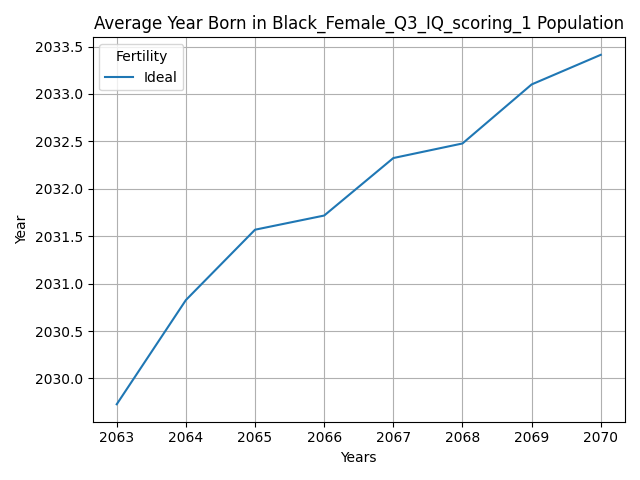 Average Year Born in Black_Female_Q3_IQ_scoring_1 Population
Fertility
Ideal
2033.5
2033.0
2032.5
2032.0
2031.5
2031.0
2030.5
2030.0
Year
2063 2064 2065 2066 2067 2068 2069 2070
Years